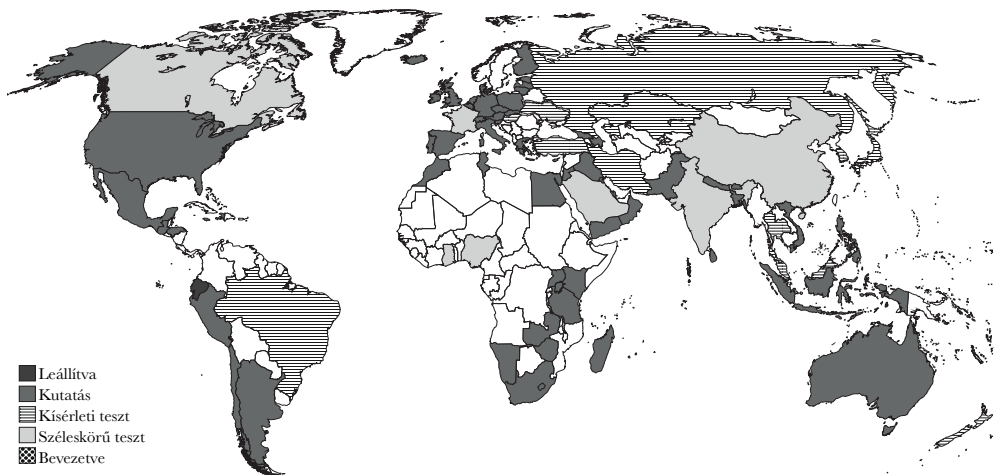 Leállítva
Kutatás
Kísérleti teszt
Széleskörű teszt
Bevezetve